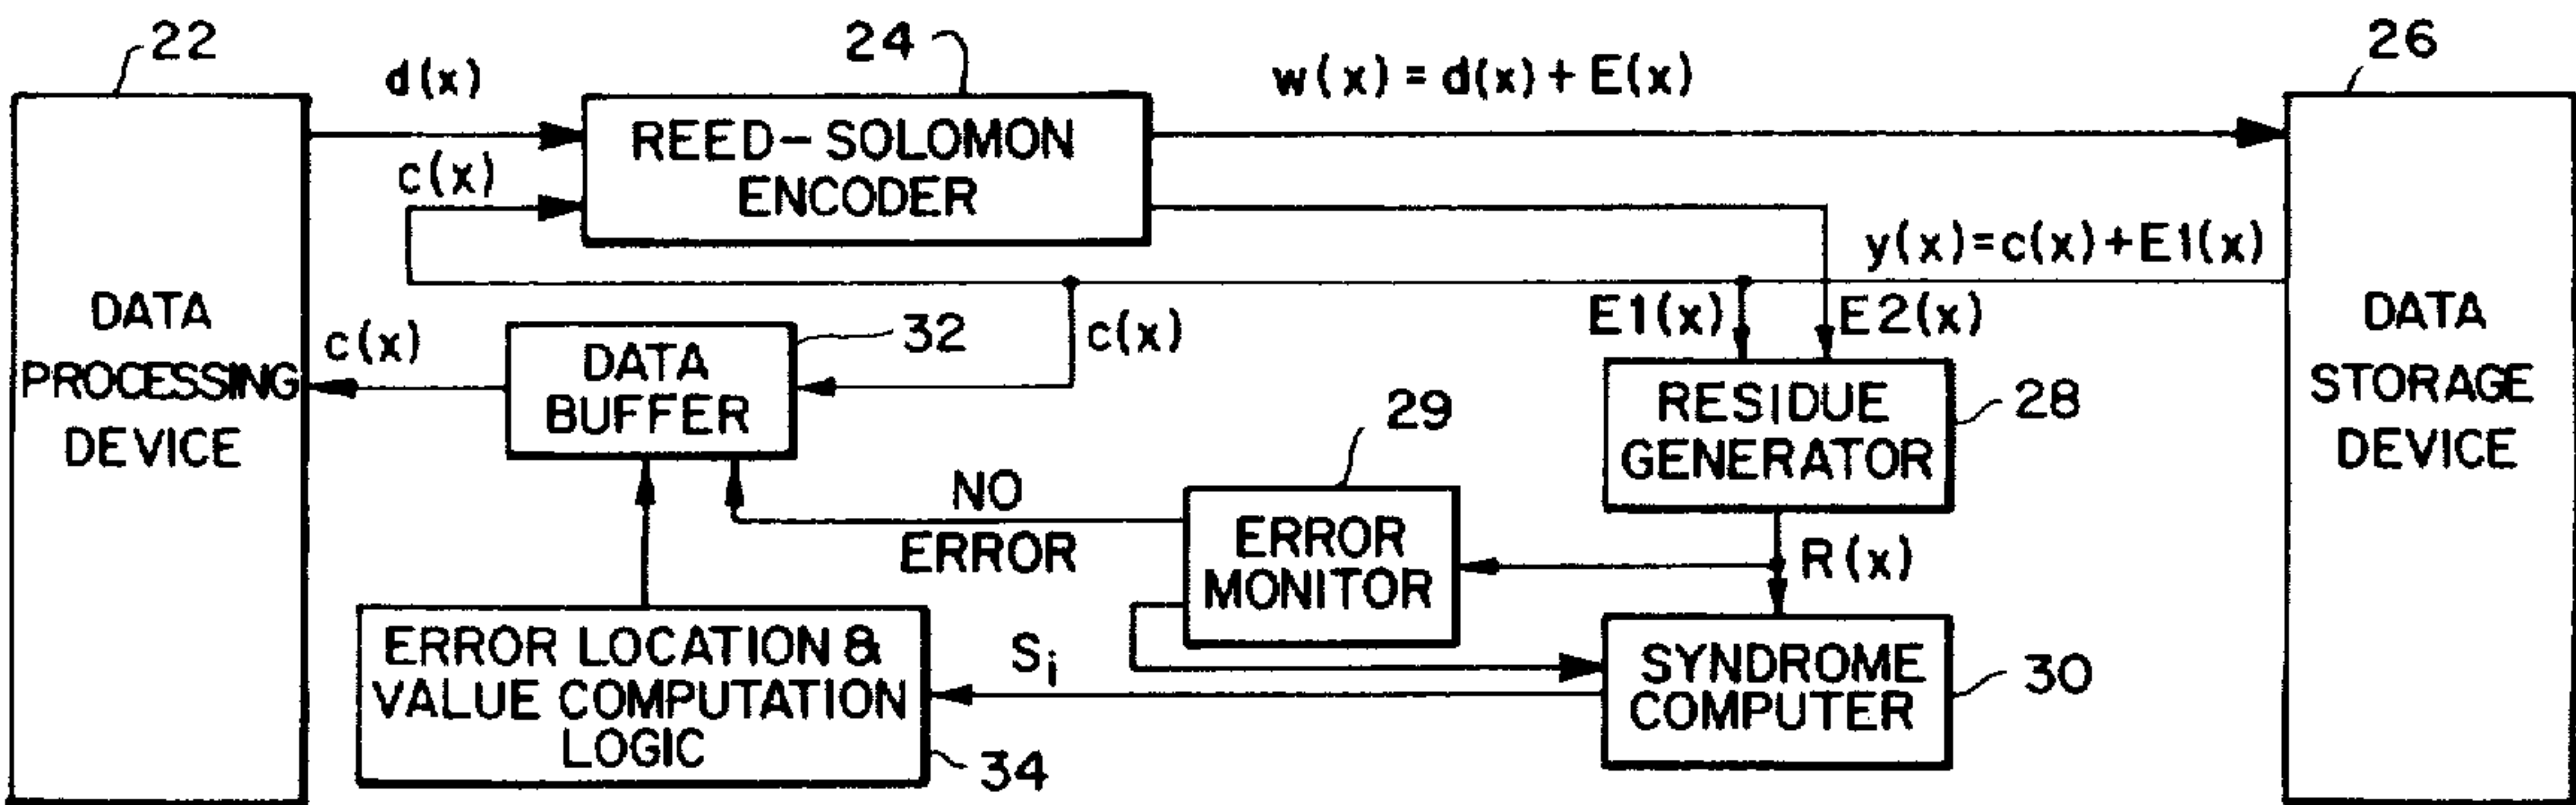 22
24
26
d(x)
w(x) = d(x) + E(x)
REED-SOLOMON
ENCODER
c(x)
y(x)=c(x)+E1(x)
DATA
PROCESSING
DEVICE
c(x)
DATA
BUFFER
32
c(x)
E1(x)
E2(x)
RESIDUE
GENERATOR
28
DATA
STORAGE
DEVICE
29
NO
ERROR
ERROR
MONITOR
R(x)
ERROR LOCATION &
VALUE COMPUTATION
LOGIC
34
Si
SYNDROME
COMPUTER
30